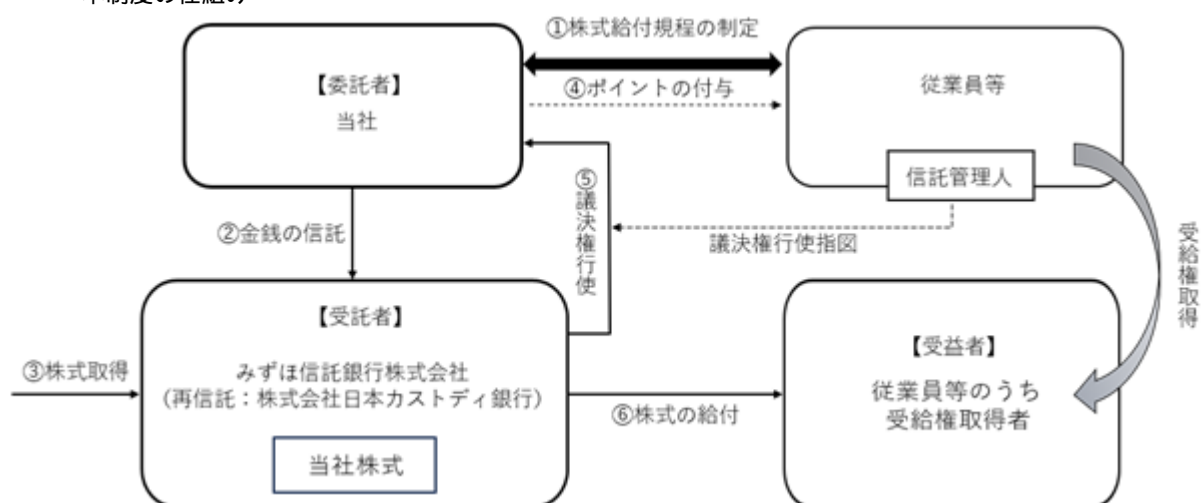 本制度の仕組み
①株式給付規程の制定
【委託者】
当社
④ポイントの付与
従業員等
信託管理人
②金銭の信託
⑤議決権行使
議決権行使指図
受給権取得
【受託者】
みずほ信託銀行株式会社
(再信託：株式会社日本カストディ銀行)
当社株式
③株式取得
⑥株式の給付
【受益者】
従業員等のうち
受給権取得者